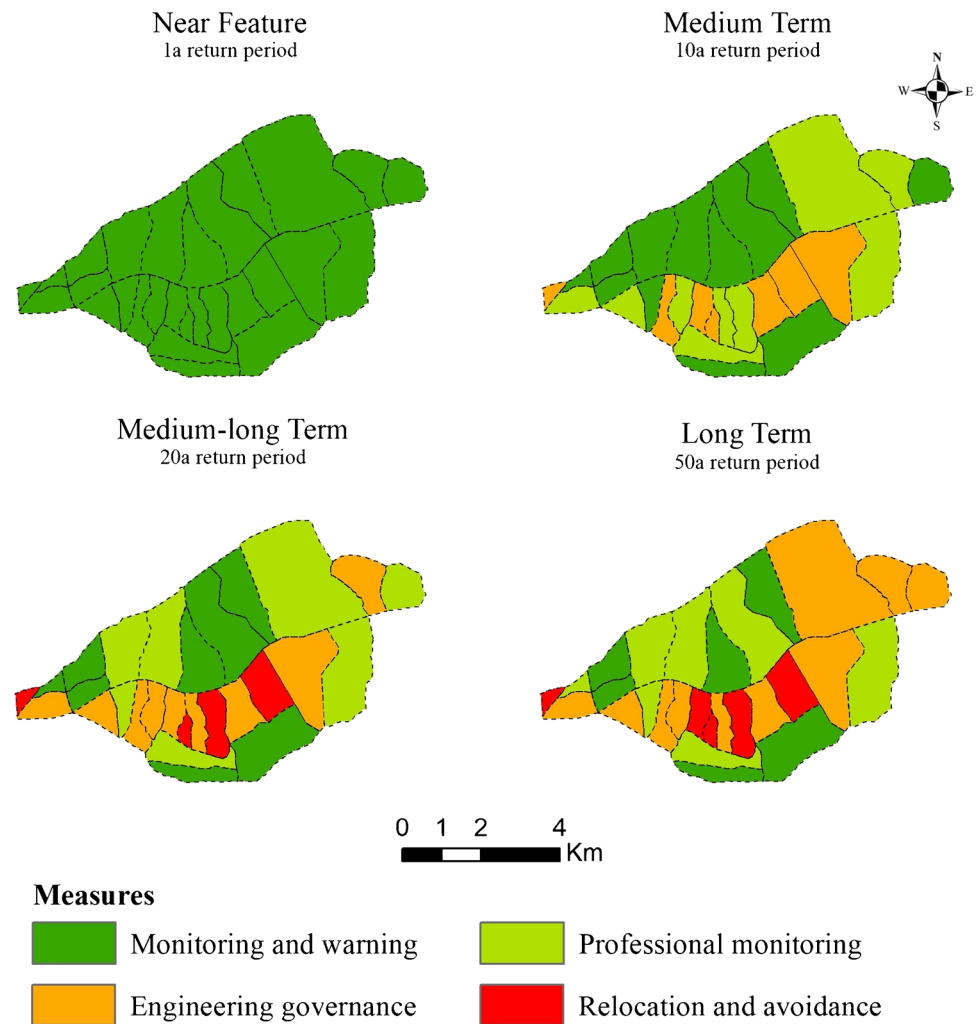 Near Feature
1a return period
Medium Term
10a return period
N
W E
S
Medium-long Term
20a return period
Long Term
50a return period
0 1 2 4
Km
Measures
Monitoring and warning
Professional monitoring
Engineering governance
Relocation and avoidance